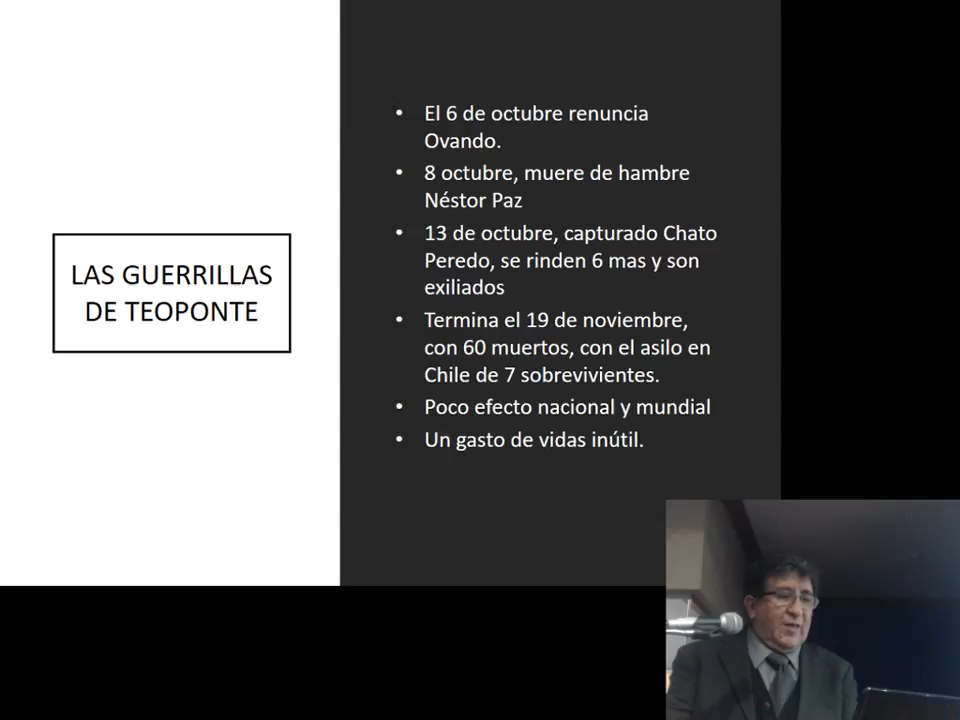 LAS GUERRILLAS
DE TEOPONTE
• El 6 de octubre renuncia
Ovando.
• 8 octubre, muere de hambre
Néstor Paz
• 13 de octubre, capturado Chato
Peredo, se rinden 6 mas y son
exiliados
• Termina el 19 de noviembre,
con 60 muertos, con el asilo en
Chile de 7 sobrevivientes.
• Poco efecto nacional y mundial
• Un gasto de vidas inútil.